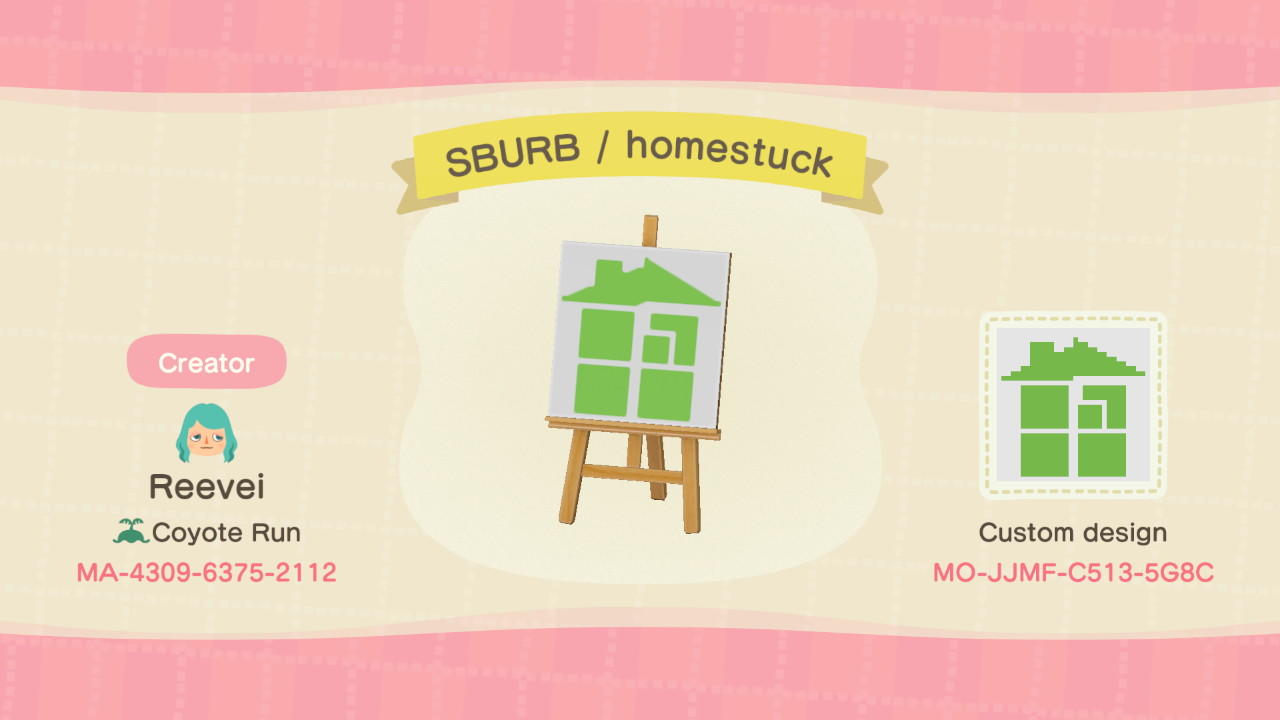 SBURB / homestuck
Creator
Reevei
Coyote Run
MA-4309-6375-2112
Custom design
MO-JJMF-C513-5G8C